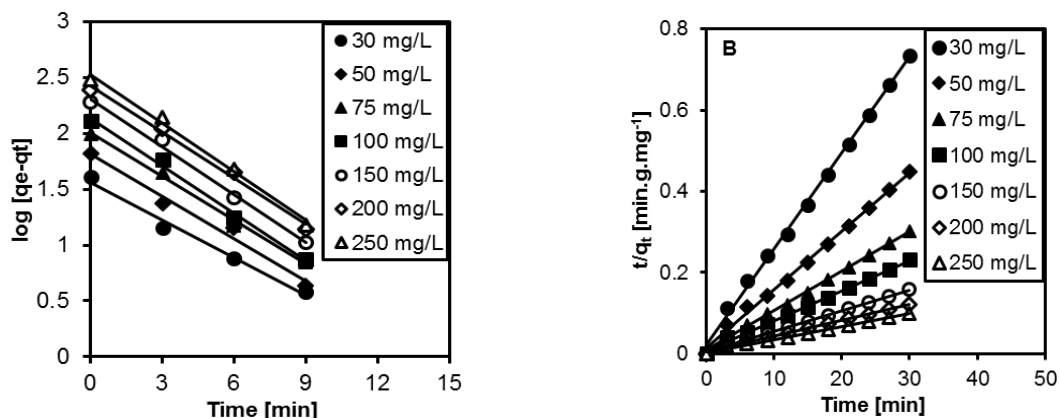 3
2.5
2
1.5
1
0.5
0
0 3 6 9 12 15
log [qe-qt]
Time [min]
30 mg/L
50 mg/L
75 mg/L
100 mg/L
150 mg/L
200 mg/L
250 mg/L
B
0.8
0.6
0.4
0.2
0
0 10 20 30 40 50
t/qt [min.g.mg-1]
Time [min]
30 mg/L
50 mg/L
75 mg/L
100 mg/L
150 mg/L
200 mg/L
250 mg/L